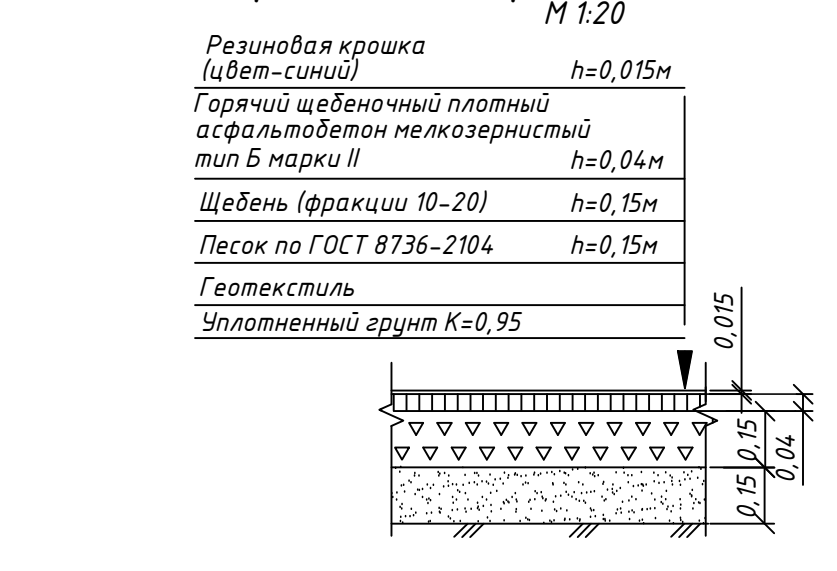 М 1:20
Резиновая крошка
(цвет-синий) h=0,015м
Горячий щебеночный плотный
асфальтобетон мелкозернистый
тип Б марки II h=0,04м
Щебень (фракции 10-20) h=0,15м
Песок по ГОСТ 8736-2104 h=0,15м
Геотекстиль
Уплотненный грунт К=0,95
0,015
0,15
0,04
0,15